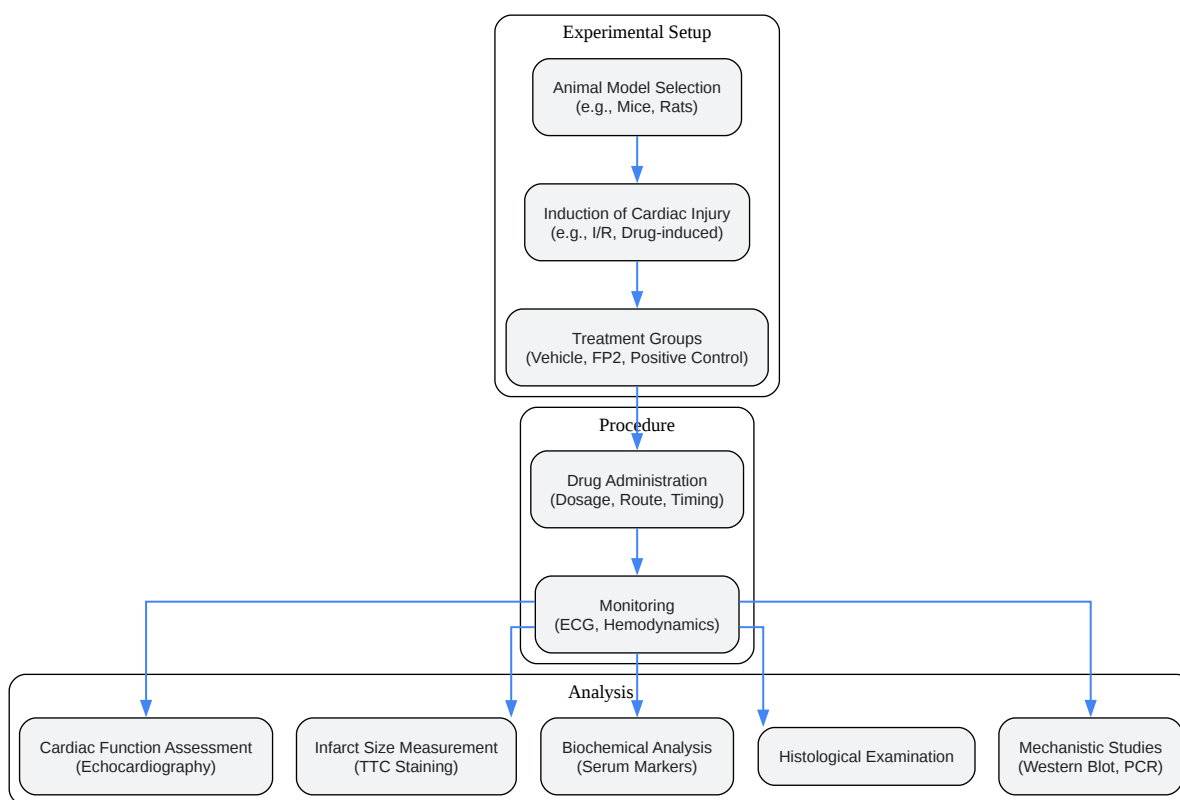 Experimental Setup
Animal Model Selection
(e.g., Mice, Rats)
Induction of Cardiac Injury
(e.g., I/R, Drug-induced)
Treatment Groups
(Vehicle, FP2, Positive Control)
Procedure
Drug Administration
(Dosage, Route, Timing)
Monitoring
(ECG, Hemodynamics)
Analysis
Cardiac Function Assessment
(Echocardiography)
Infarct Size Measurement
(TTC Staining)
Biochemical Analysis
(Serum Markers)
Histological Examination
Mechanistic Studies
(Western Blot, PCR)